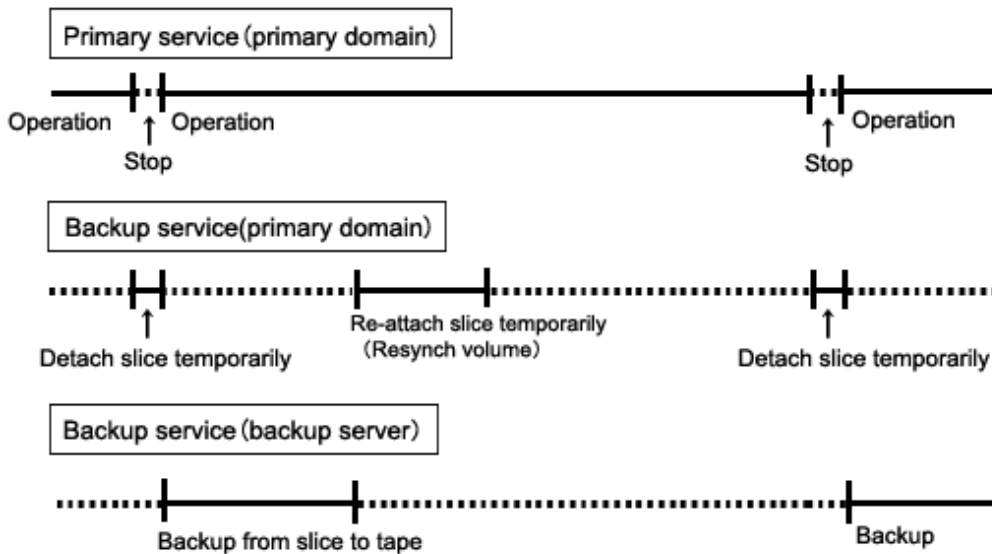 Primary service(primary domain)
Operation
Operation
Operation
Stop
Stop
Backup service(primary domain)
Re-attach slice temporarily
(Resynch volume)
Detach slice temporarily
Detach slice temporarily
Backup service(backup server)
Backup from slice to tape
Backup